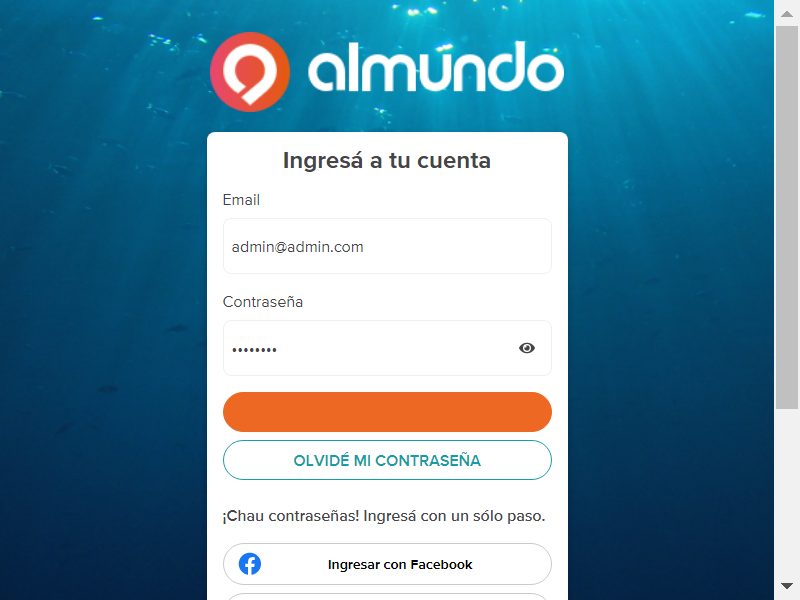 almundo
Ingresá a tu cuenta
Email
admin@admin.com
Contraseña
••••••••
OLVIDÉ MI CONTRASEÑA
¡Chau contraseñas! Ingresá con un sólo paso.
Ingresar con Facebook